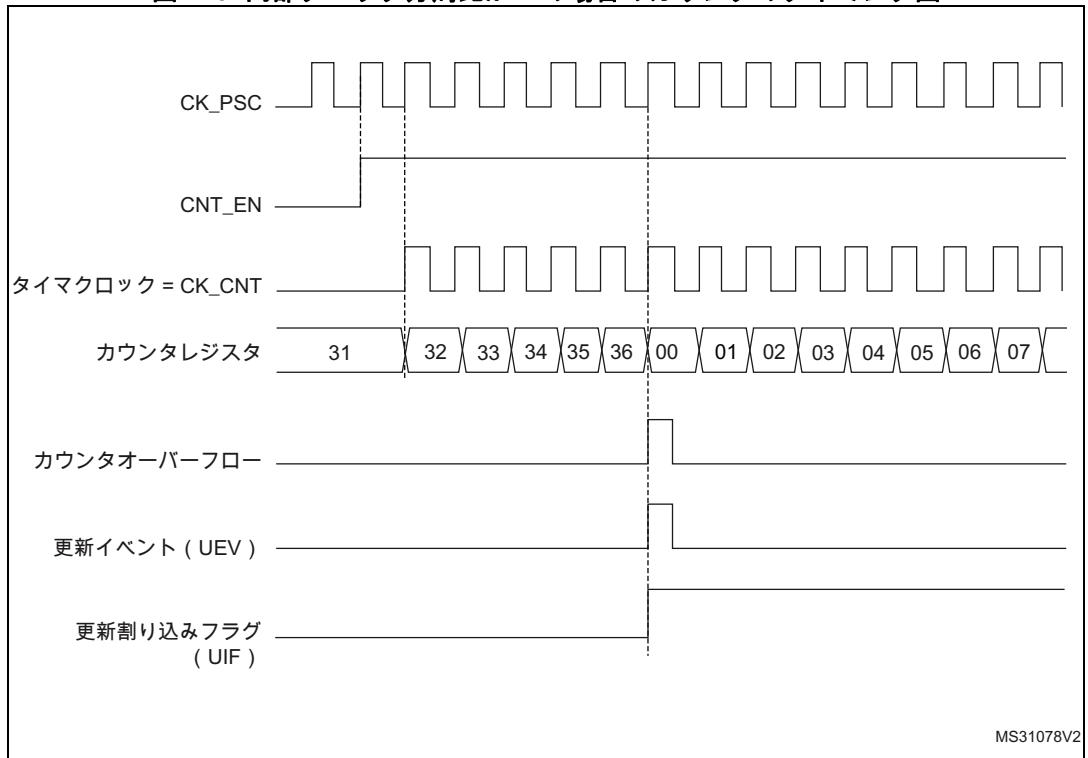 CK_PSC
CNT_EN
タイマクロック = CK_CNT
カウンタレジスタ 31 32 33 34 35 36 00 01 02 03 04 05 06 07
カウンタオーバーフロー
更新イベント ( UEV )
更新割り込みフラグ
( UIF )
MS31078V2